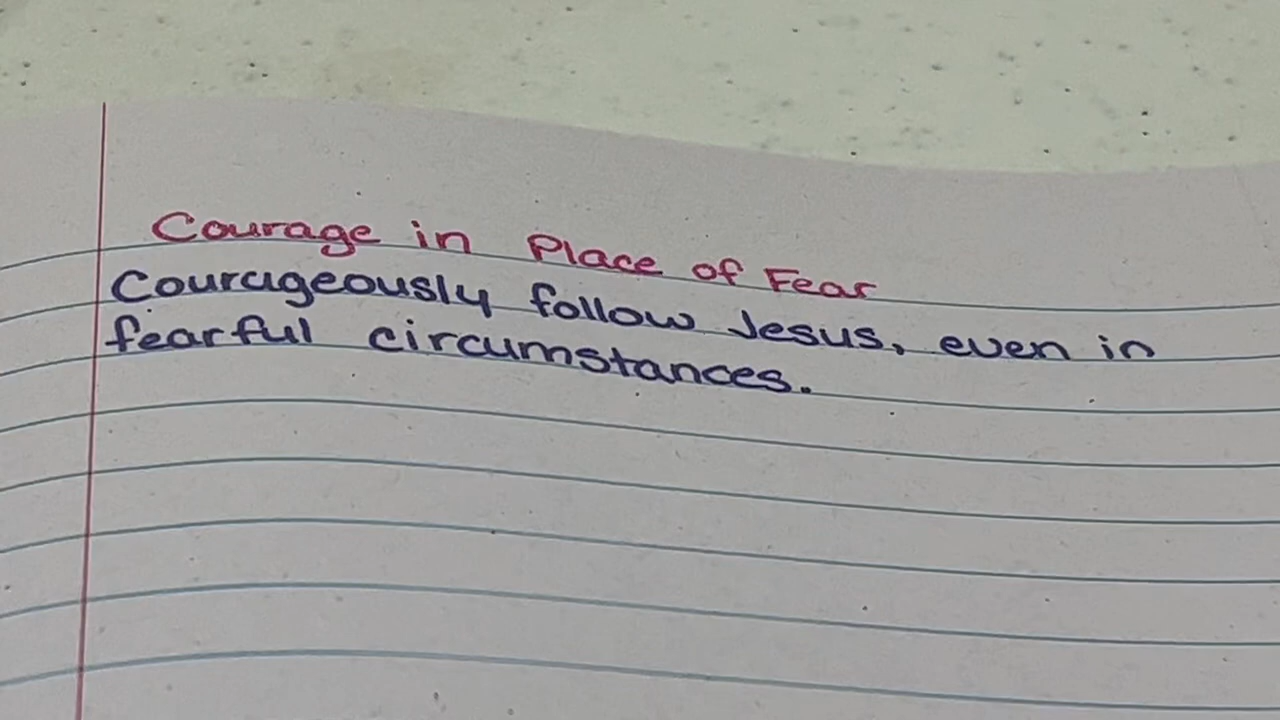 Courage in Place of Fear
Courageously follow Jesus, even in
fearful circumstances.